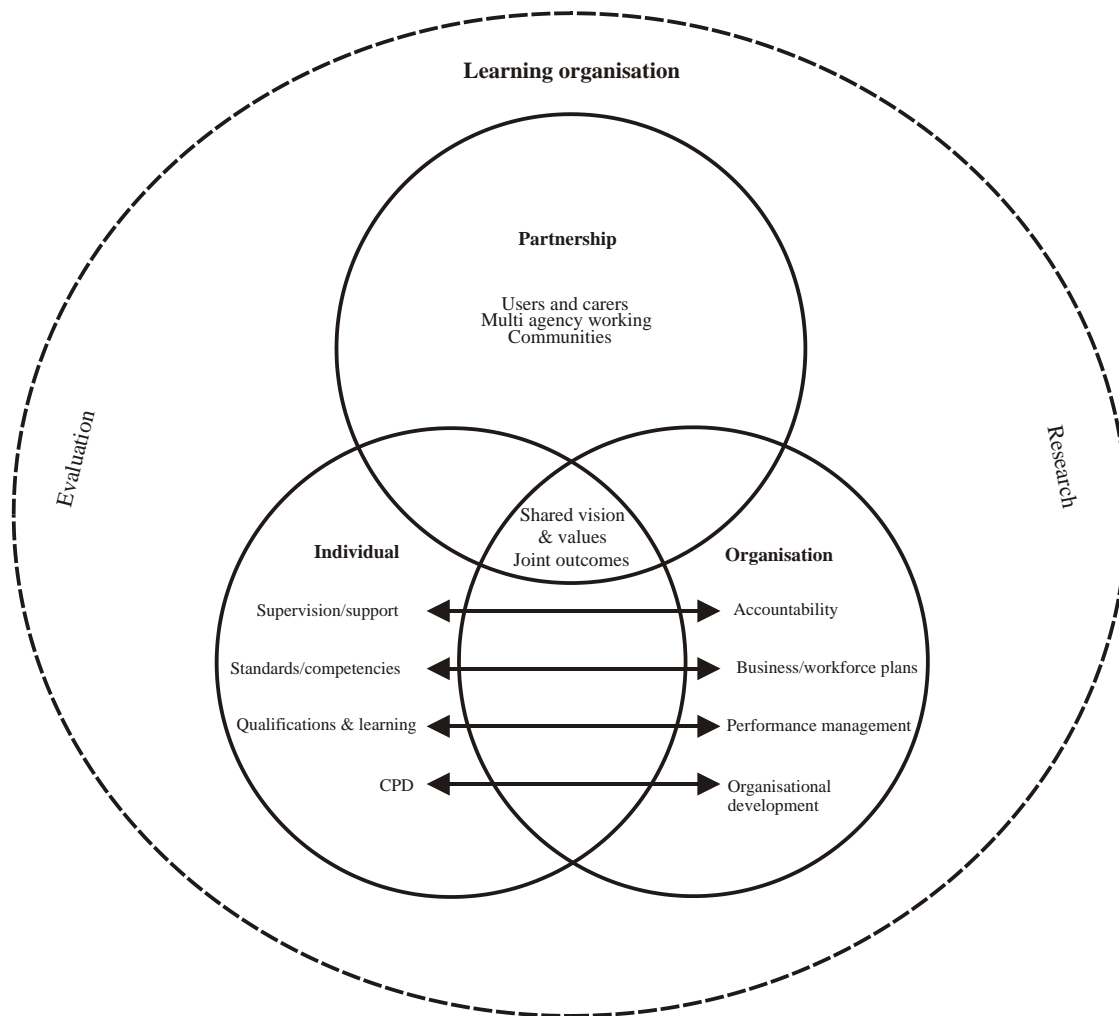 Learning organisation
Partnership
Users and carers
Multi agency working
Communities
Evaluation
Research
Shared vision
& values
Joint outcomes
Individual
Organisation
Supervision/support
Accountability
Standards/competencies
Business/workforce plans
Qualifications & learning
Performance management
CPD
Organisational
development